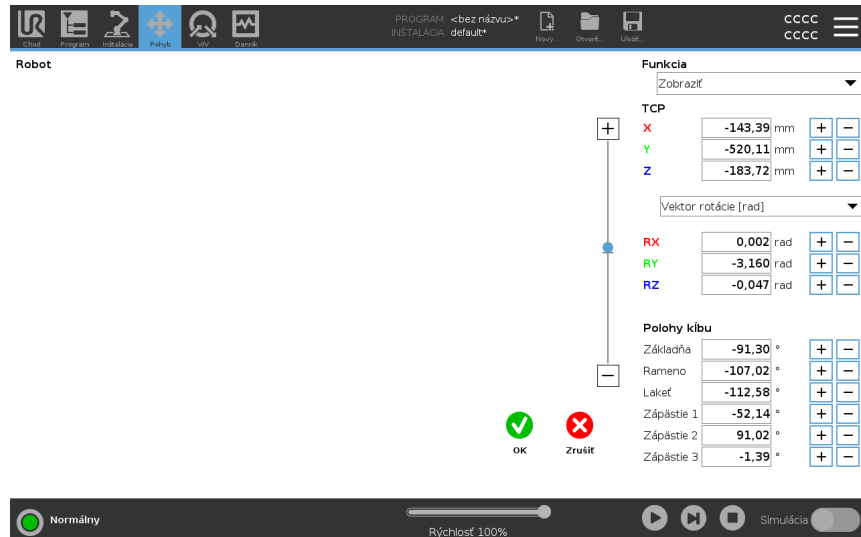 UR
PROGRAM <bez názvu>*
INŠTALÁCIA default*
Chod Program Inštalácia Pohyb V/V Denník
Nový... Otvoriť... Uložiť...
CCCC
CCCC
Robot
Funkcia
Zobraziť
TCP
X -143,39 mm + −
Y -520,11 mm + −
Z -183,72 mm + −
Vektor rotácie [rad]
RX 0,002 rad + −
RY -3,160 rad + −
RZ -0,047 rad + −
Polohy kĺbu
Základňa -91,30 ° + −
Rameno -107,02 ° + −
Lakeť -112,58 ° + −
Zápästie 1 -52,14 ° + −
Zápästie 2 91,02 ° + −
Zápästie 3 -1,39 ° + −
OK Zrušiť
Normálny
Rýchlosť 100%
Simulácia